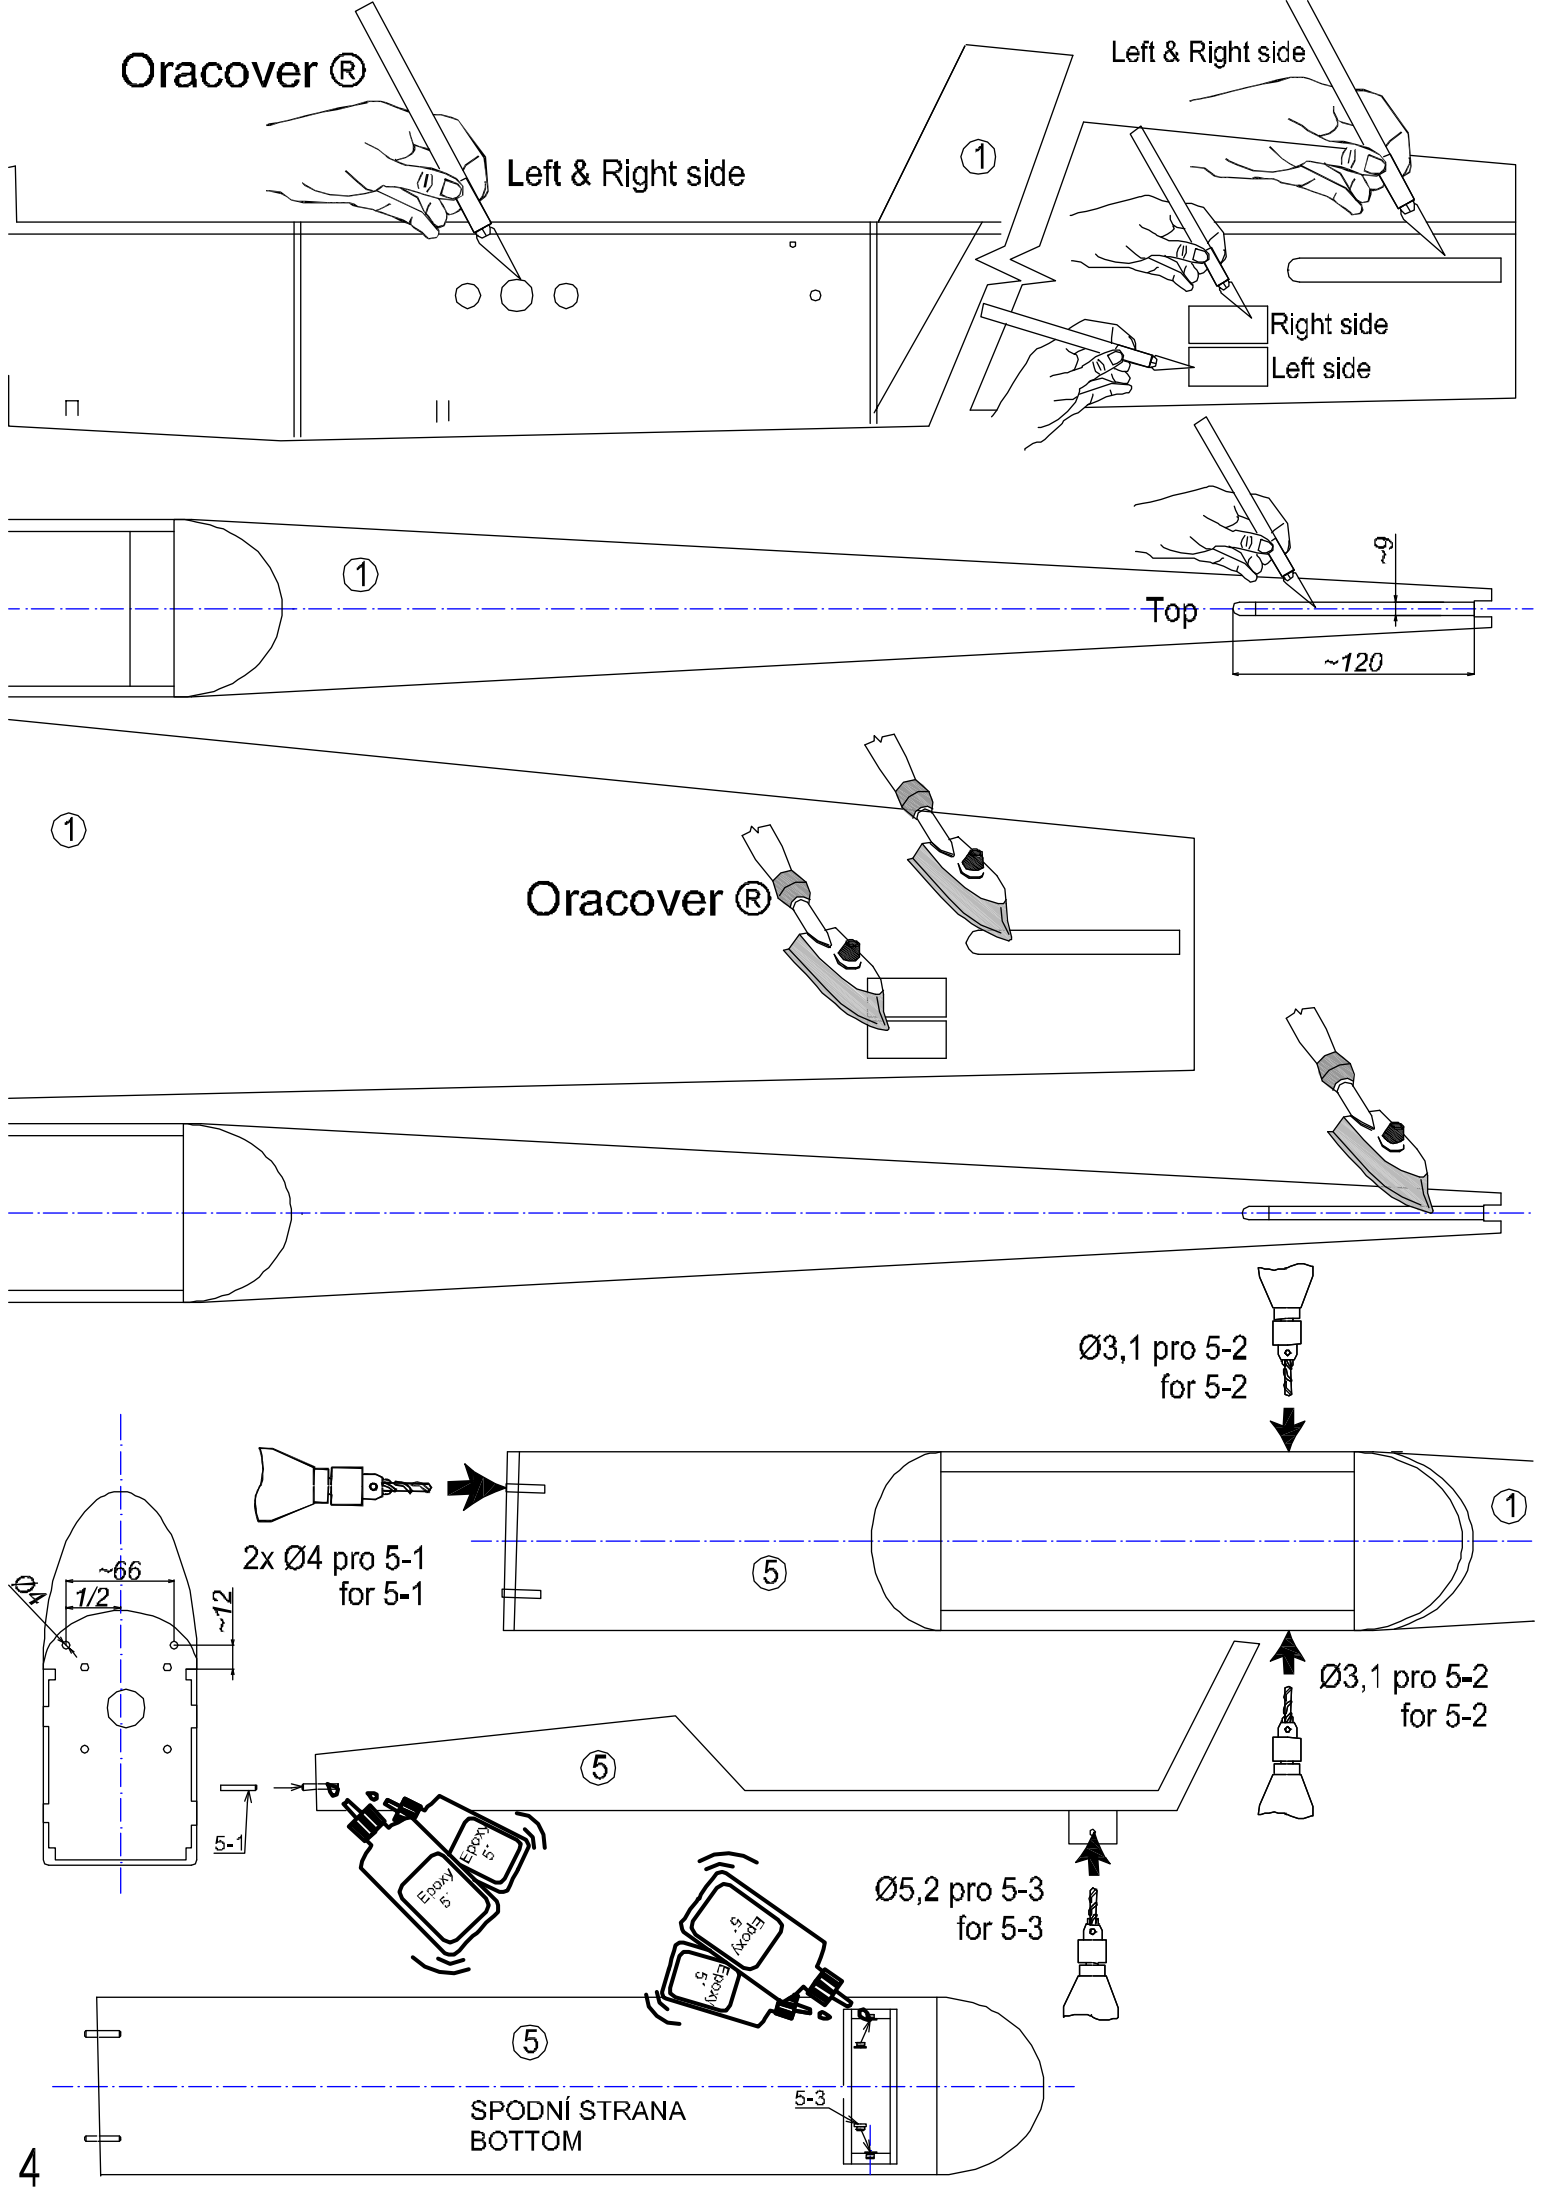 Oracover ®
Left & Right side
Left & Right side
1
Right side
Left side
1
~9
Top
~120
1
Oracover ®
Ø3,1 pro 5-2
for 5-2
2x Ø4 pro 5-1
for 5-1
1
5
~66
Ø4
1/2
~12
Ø3,1 pro 5-2
for 5-2
5
5-1
Epoxy
5´
Epoxy
5´
Ø5,2 pro 5-3
for 5-3
Epoxy
5´
Epoxy
5´
5
5-3
SPODNÍ STRANA
BOTTOM
4